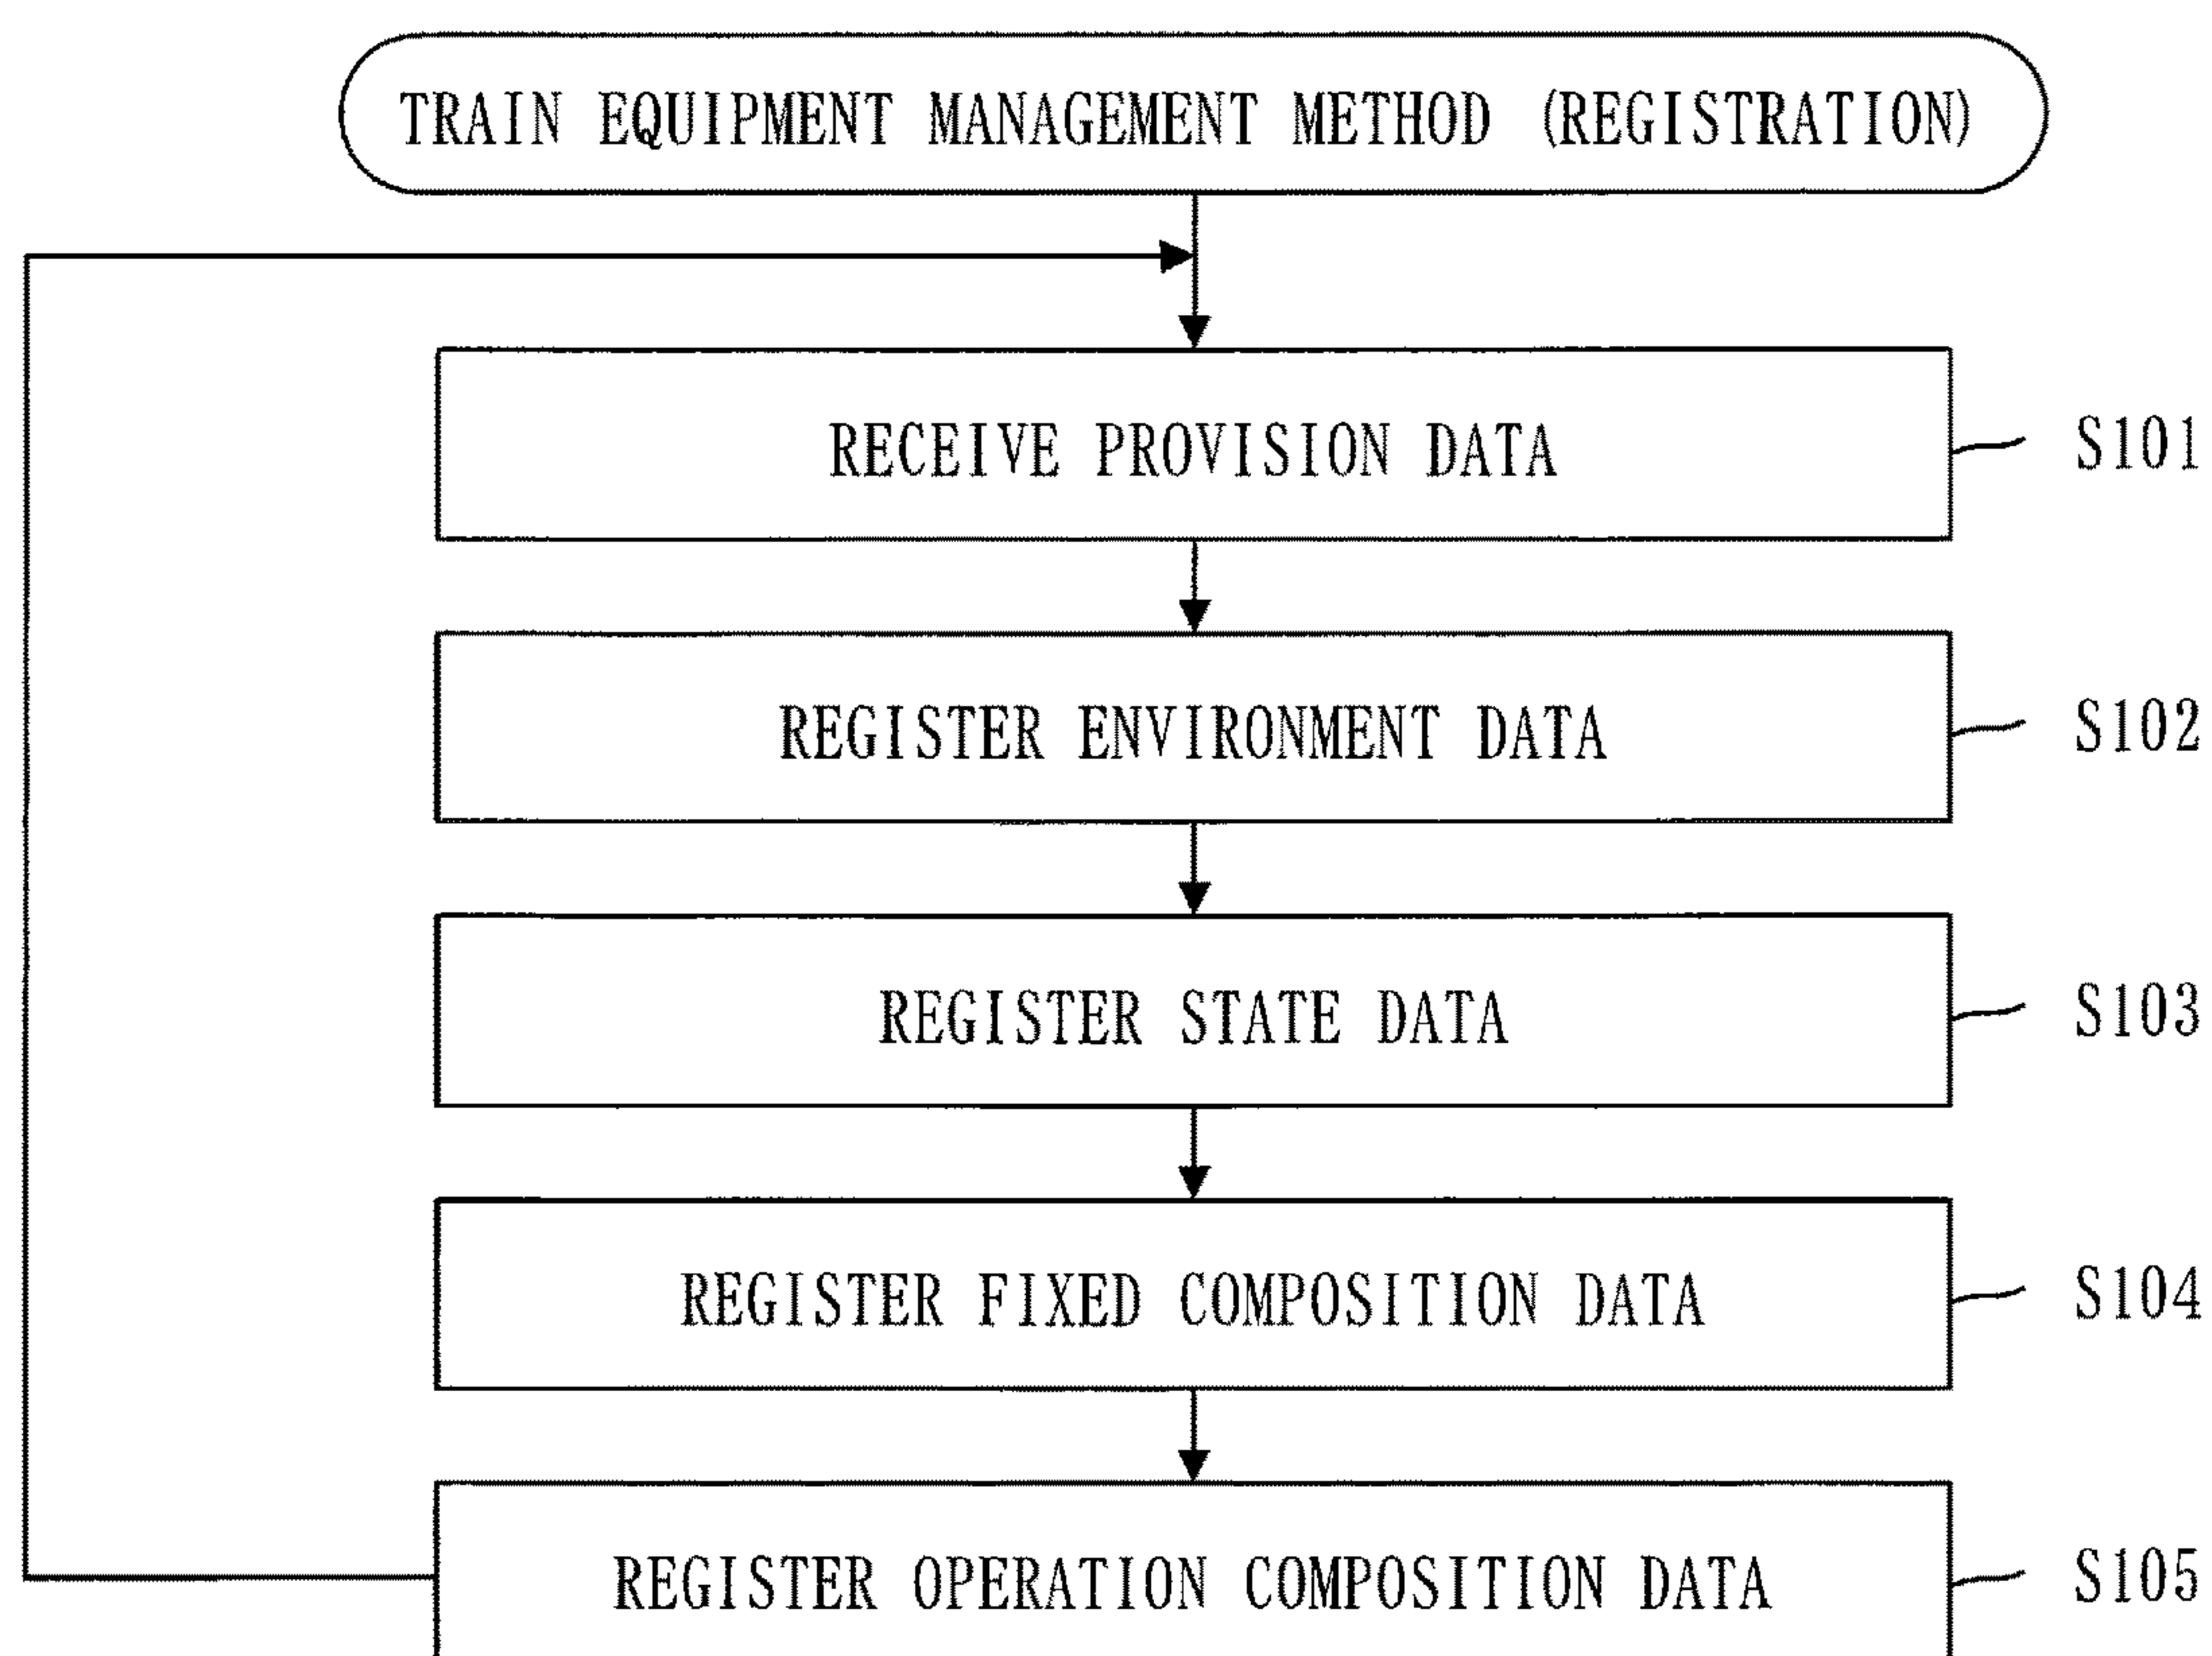 TRAIN EQUIPMENT MANAGEMENT METHOD (REGISTRATION)
RECEIVE PROVISION DATA
S101
REGISTER ENVIRONMENT DATA
S102
REGISTER STATE DATA
S103
REGISTER FIXED COMPOSITION DATA
S104
REGISTER OPERATION COMPOSITION DATA
S105